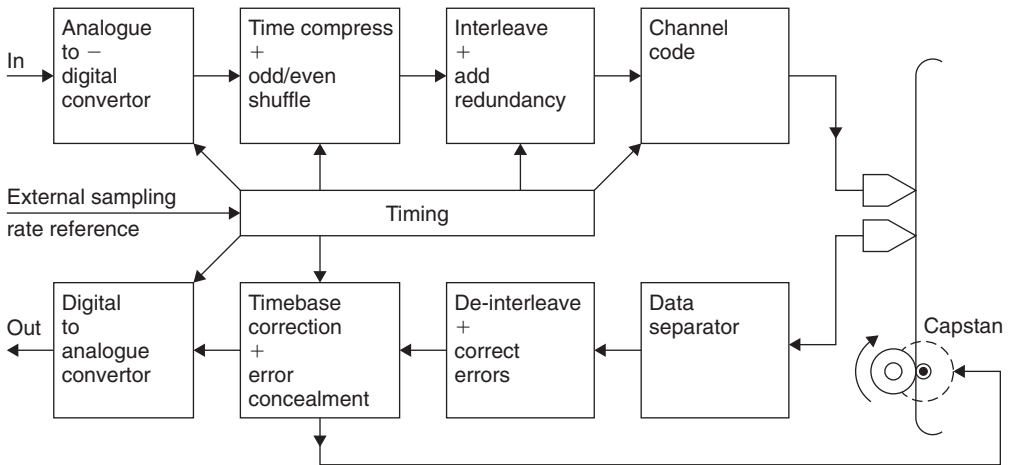 In
Analogue
to −
digital
convertor
Time compress
+
odd/even
shuffle
Interleave
+
add
redundancy
Channel
code
External sampling
rate reference
Timing
Out
Digital
to
analogue
convertor
Timebase
correction
+
error
concealment
De-interleave
+
correct
errors
Data
separator
Capstan